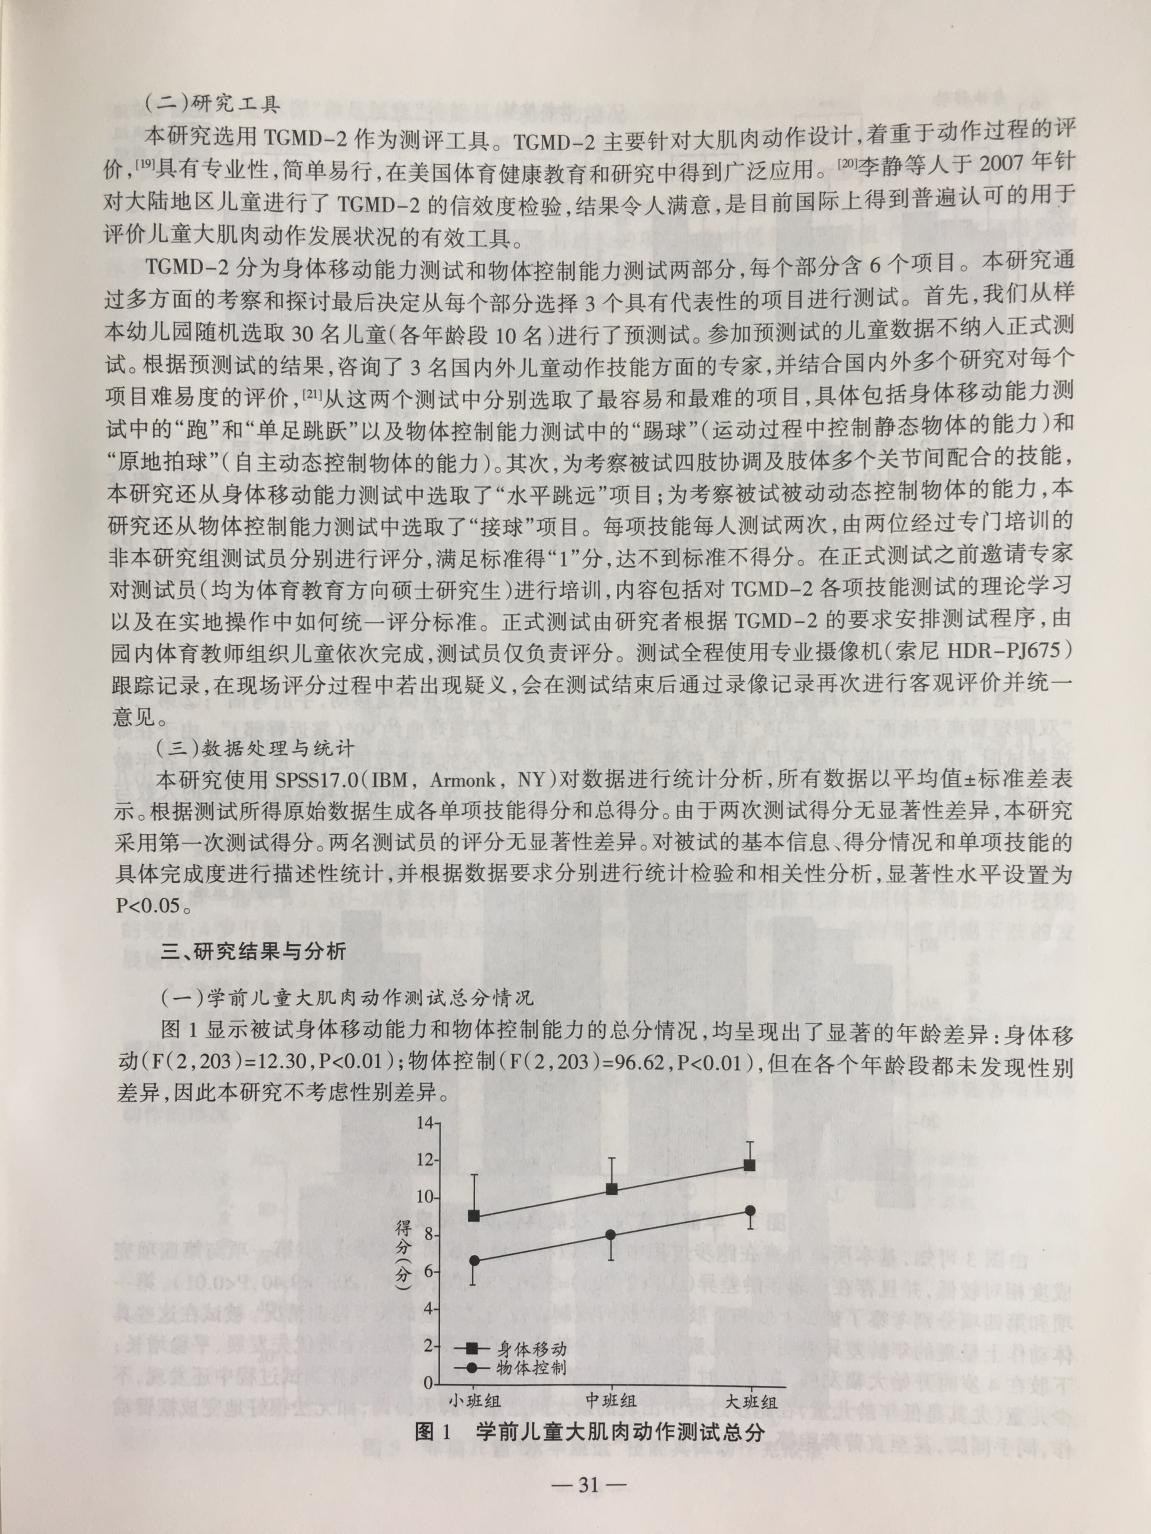 (二)研究工具
本研究选用 TGMD-2 作为测评工具。TGMD-2 主要针对大肌肉动作设计,着重于动作过程的评
价,[19]具有专业性,简单易行,在美国体育健康教育和研究中得到广泛应用。[20]李静等人于 2007 年针
对大陆地区儿童进行了 TGMD-2 的信效度检验,结果令人满意,是目前国际上得到普遍认可的用于
评价儿童大肌肉动作发展状况的有效工具。
TGMD-2 分为身体移动能力测试和物体控制能力测试两部分,每个部分含 6 个项目。本研究通
过多方面的考察和探讨最后决定从每个部分选择 3 个具有代表性的项目进行测试。首先,我们从样
本幼儿园随机选取 30 名儿童(各年龄段 10 名)进行了预测试。参加预测试的儿童数据不纳入正式测
试。根据预测试的结果,咨询了 3 名国内外儿童动作技能方面的专家,并结合国内外多个研究对每个
项目难易度的评价,[21]从这两个测试中分别选取了最容易和最难的项目,具体包括身体移动能力测
试中的“跑”和“单足跳跃”以及物体控制能力测试中的“踢球”(运动过程中控制静态物体的能力)和
“原地拍球”(自主动态控制物体的能力)。其次,为考察被试四肢协调及肢体多个关节间配合的技能,
本研究还从身体移动能力测试中选取了“水平跳远”项目;为考察被试被动动态控制物体的能力,本
研究还从物体控制能力测试中选取了“接球”项目。每项技能每人测试两次,由两位经过专门培训的
非本研究组测试员分别进行评分,满足标准得“1”分,达不到标准不得分。在正式测试之前邀请专家
对测试员(均为体育教育方向硕士研究生)进行培训,内容包括对 TGMD-2 各项技能测试的理论学习
以及在实地操作中如何统一评分标准。正式测试由研究者根据 TGMD-2 的要求安排测试程序,由
园内体育教师组织儿童依次完成,测试员仅负责评分。测试全程使用专业摄像机(索尼 HDR-PJ675)
跟踪记录,在现场评分过程中若出现疑义,会在测试结束后通过录像记录再次进行客观评价并统一
意见。
(三)数据处理与统计
本研究使用 SPSS17.0(IBM, Armonk, NY)对数据进行统计分析,所有数据以平均值±标准差表
示。根据测试所得原始数据生成各单项技能得分和总得分。由于两次测试得分无显著性差异,本研究
采用第一次测试得分。两名测试员的评分无显著性差异。对被试的基本信息、得分情况和单项技能的
具体完成度进行描述性统计,并根据数据要求分别进行统计检验和相关性分析,显著性水平设置为
P<0.05。
三、研究结果与分析
(一)学前儿童大肌肉动作测试总分情况
图 1 显示被试身体移动能力和物体控制能力的总分情况,均呈现出了显著的年龄差异:身体移
动(F(2,203)=12.30,P<0.01);物体控制(F(2,203)=96.62,P<0.01),但在各个年龄段都未发现性别
差异,因此本研究不考虑性别差异。
14
12
10
8
6
4
2
0
得分(分)
身体移动
物体控制
小班组 中班组 大班组
图 1 学前儿童大肌肉动作测试总分
— 31 —